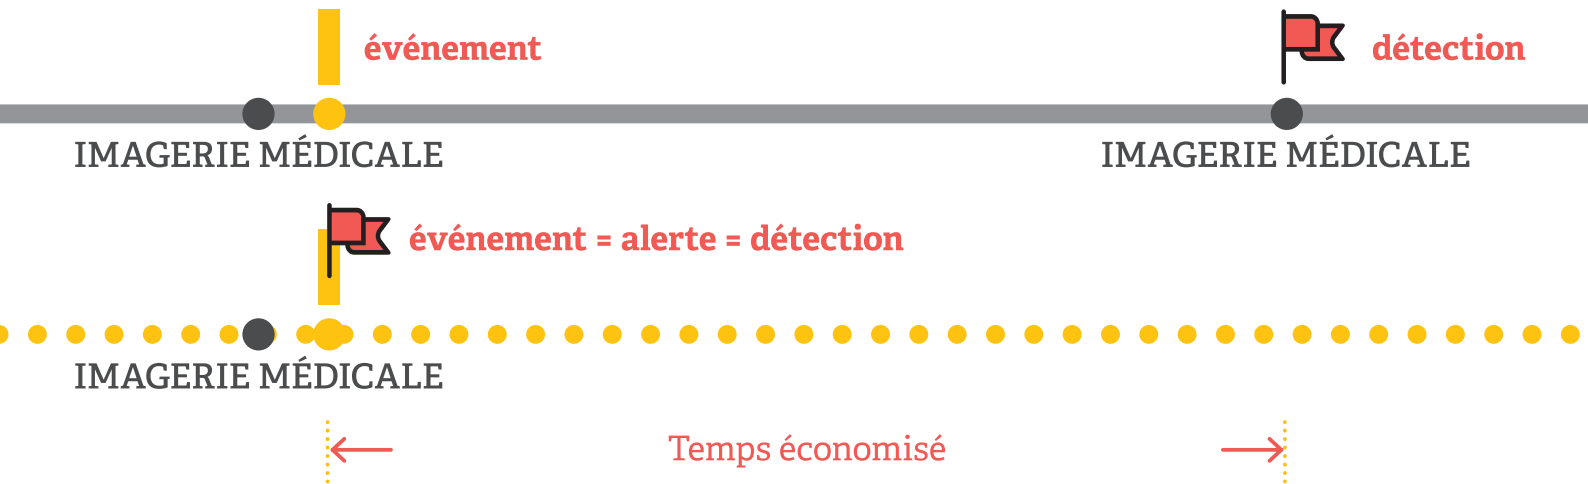 événement
détection
IMAGERIE MÉDICALE
IMAGERIE MÉDICALE
événement = alerte = détection
IMAGERIE MÉDICALE
Temps économisé